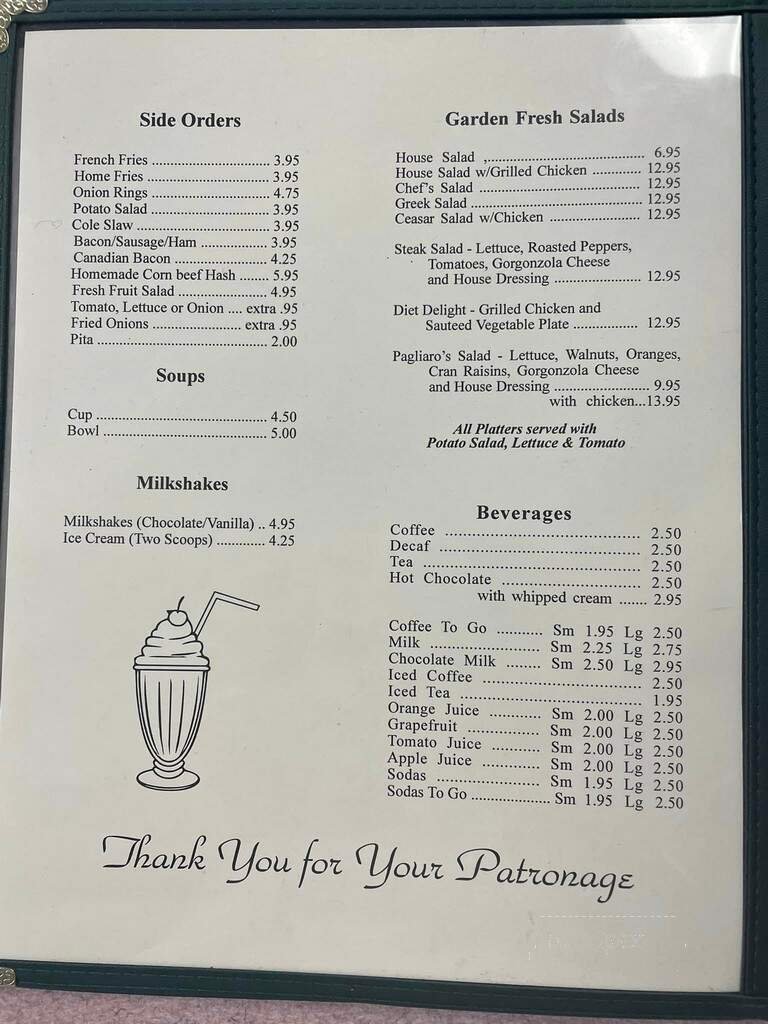 Side Orders
French Fries ............................ 3.95
Home Fries ............................. 3.95
Onion Rings ............................ 4.75
Potato Salad ............................ 3.95
Cole Slaw ................................ 3.95
Bacon/Sausage/Ham ............... 3.95
Canadian Bacon ..................... 4.25
Homemade Corn beef Hash ....... 5.95
Fresh Fruit Salad ..................... 4.95
Tomato, Lettuce or Onion .... extra .95
Fried Onions ..................... extra .95
Pita ....................................... 2.00
Soups
Cup ........................................ 4.50
Bowl ....................................... 5.00
Milkshakes
Milkshakes (Chocolate/Vanilla) .. 4.95
Ice Cream (Two Scoops) ............. 4.25
Garden Fresh Salads
House Salad ,...................................... 6.95
House Salad w/Grilled Chicken ............ 12.95
Chef's Salad ....................................... 12.95
Greek Salad ......................................... 12.95
Ceasar Salad w/Chicken ...................... 12.95
Steak Salad - Lettuce, Roasted Peppers,
Tomatoes, Gorgonzola Cheese
and House Dressing ...................... 12.95
Diet Delight - Grilled Chicken and
Sauteed Vegetable Plate ................ 12.95
Pagliaro's Salad - Lettuce, Walnuts, Oranges,
Cran Raisins, Gorgonzola Cheese
and House Dressing ....................... 9.95
with chicken...13.95
All Platters served with
Potato Salad, Lettuce & Tomato
Beverages
Coffee ........................................ 2.50
Decaf ......................................... 2.50
Tea ............................................ 2.50
Hot Chocolate ............................ 2.50
with whipped cream ....... 2.95
Coffee To Go .......... Sm 1.95 Lg 2.50
Milk ........................ Sm 2.25 Lg 2.75
Chocolate Milk ........ Sm 2.50 Lg 2.95
Iced Coffee ................................ 2.50
Iced Tea ..................................... 1.95
Orange Juice ........... Sm 2.00 Lg 2.50
Grapefruit ............... Sm 2.00 Lg 2.50
Tomato Juice ........... Sm 2.00 Lg 2.50
Apple Juice ............. Sm 2.00 Lg 2.50
Sodas ...................... Sm 1.95 Lg 2.50
Sodas To Go .................... Sm 1.95 Lg 2.50
Thank You for Your Patronage